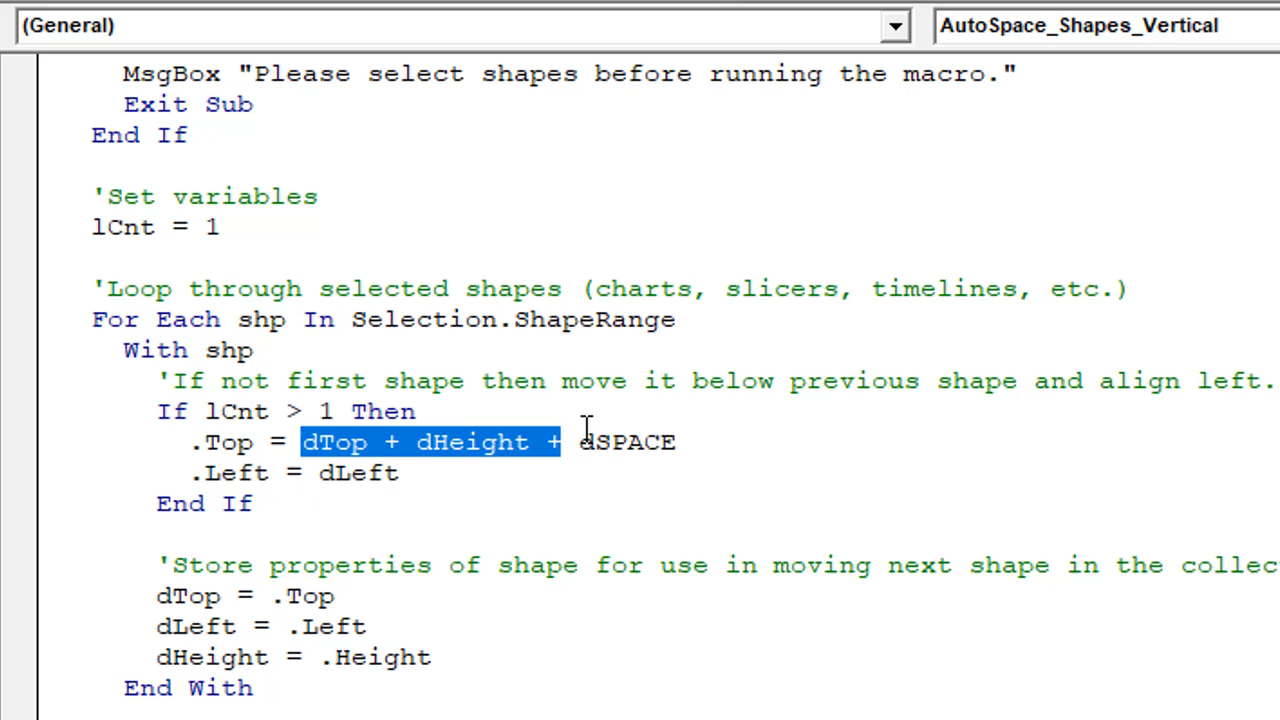 (General)
AutoSpace_Shapes_Vertical
MsgBox "Please select shapes before running the macro."
Exit Sub
End If
'Set variables
lCnt = 1
'Loop through selected shapes (charts, slicers, timelines, etc.)
For Each shp In Selection.ShapeRange
With shp
'If not first shape then move it below previous shape and align left.
If lCnt > 1 Then
.Top = dTop + dHeight + dSPACE
.Left = dLeft
End If
'Store properties of shape for use in moving next shape in the collec
dTop = .Top
dLeft = .Left
dHeight = .Height
End With